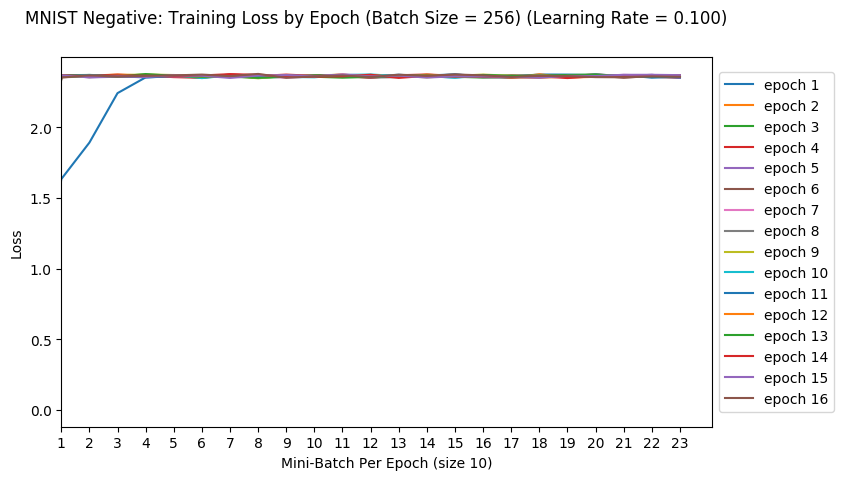 MNIST Negative: Training Loss by Epoch (Batch Size = 256) (Learning Rate = 0.100)
2.0
1.5
1.0
0.5
0.0
Loss
1 2 3 4 5 6 7 8 9 10 11 12 13 14 15 16 17 18 19 20 21 22 23
Mini-Batch Per Epoch (size 10)
epoch 1
epoch 2
epoch 3
epoch 4
epoch 5
epoch 6
epoch 7
epoch 8
epoch 9
epoch 10
epoch 11
epoch 12
epoch 13
epoch 14
epoch 15
epoch 16